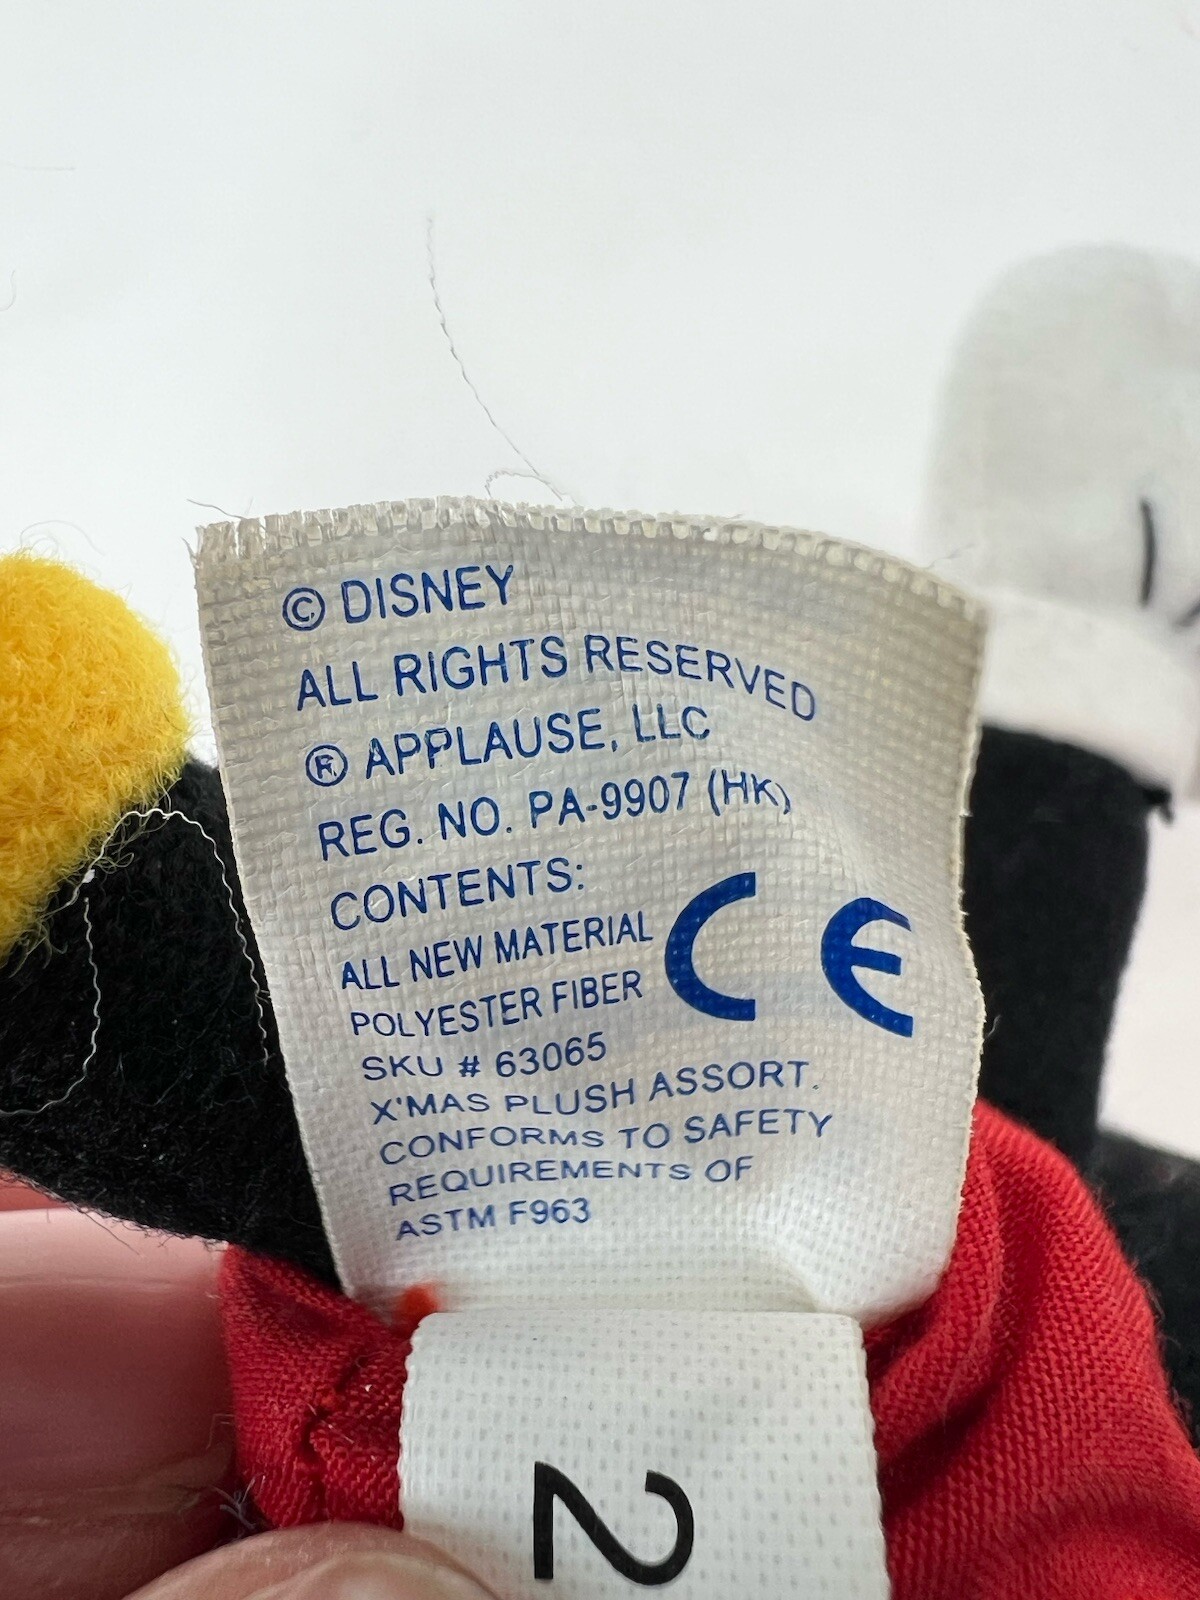 © DISNEY
ALL RIGHTS RESERVED
® APPLAUSE, LLC
REG. NO. PA-9907 (HK)
CONTENTS:
ALL NEW MATERIAL
POLYESTER FIBER
CE
SKU # 63065
X'MAS PLUSH ASSORT.
CONFORMS TO SAFETY
REQUIREMENTS OF
ASTM F963
2